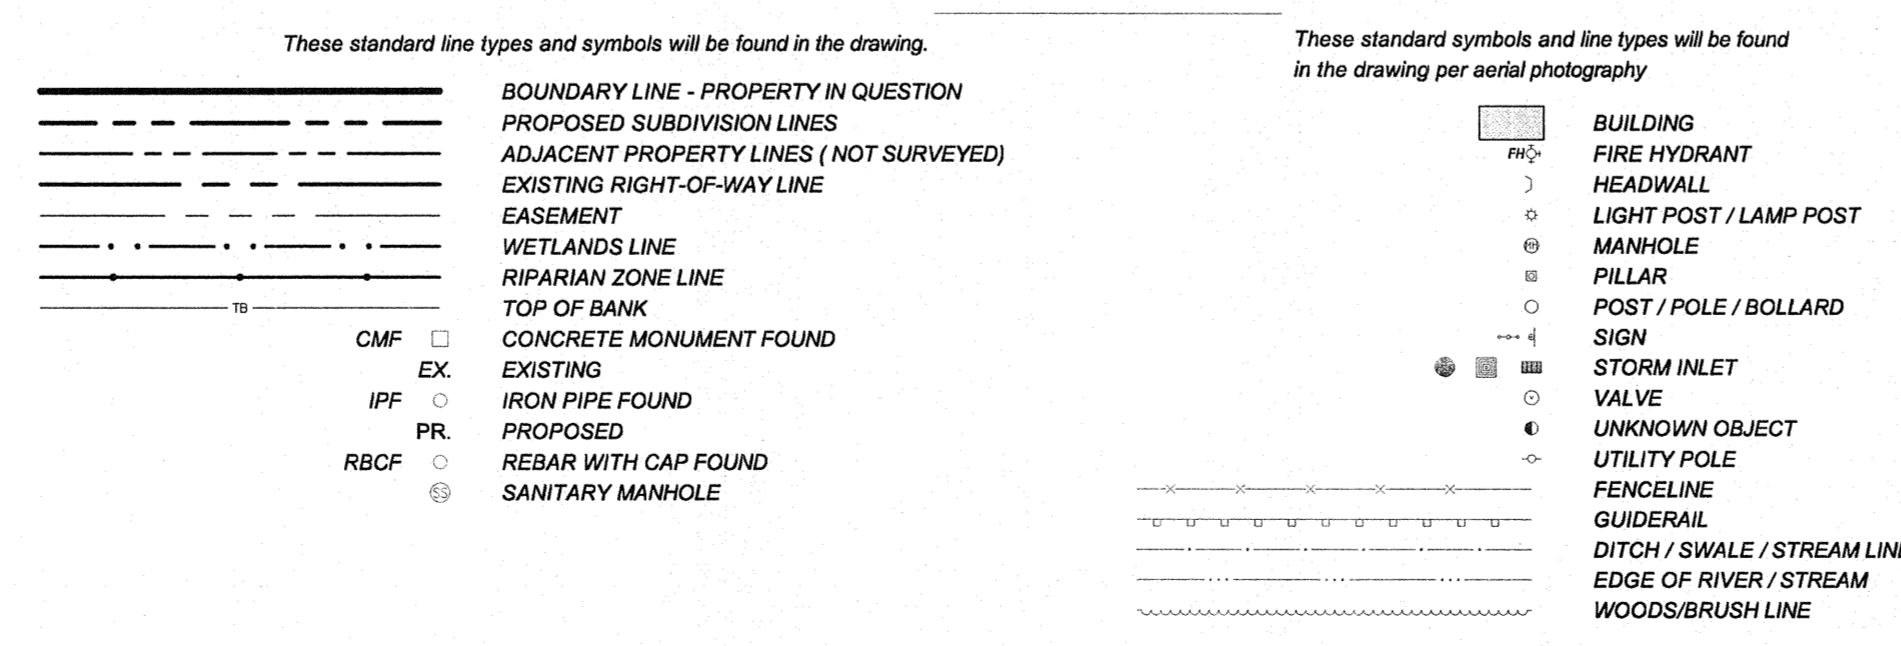 These standard line types and symbols will be found in the drawing.
BOUNDARY LINE - PROPERTY IN QUESTION
PROPOSED SUBDIVISION LINES
ADJACENT PROPERTY LINES ( NOT SURVEYED)
EXISTING RIGHT-OF-WAY LINE
EASEMENT
WETLANDS LINE
RIPARIAN ZONE LINE
TB TOP OF BANK
CMF CONCRETE MONUMENT FOUND
EX. EXISTING
IPF IRON PIPE FOUND
PR. PROPOSED
RBCF REBAR WITH CAP FOUND
SS SANITARY MANHOLE
These standard symbols and line types will be found
in the drawing per aerial photography
BUILDING
FH FIRE HYDRANT
HEADWALL
LIGHT POST / LAMP POST
MH MANHOLE
PILLAR
POST / POLE / BOLLARD
SIGN
STORM INLET
VALVE
UNKNOWN OBJECT
UTILITY POLE
FENCELINE
GUIDERAIL
DITCH / SWALE / STREAM LINE
EDGE OF RIVER / STREAM
WOODS/BRUSH LINE